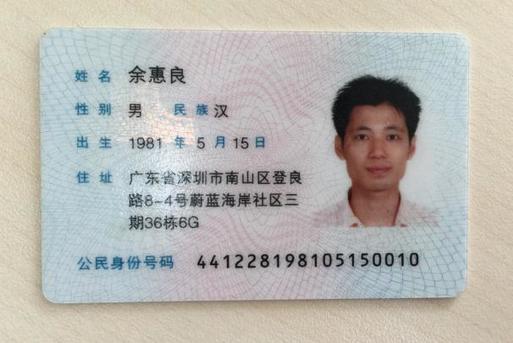 姓名 余惠良
性别 男 民族 汉
出生 1981 年 5 月 15 日
住址 广东省深圳市南山区登良
路8-4号蔚蓝海岸社区三
期36栋6G
公民身份号码 441228198105150010